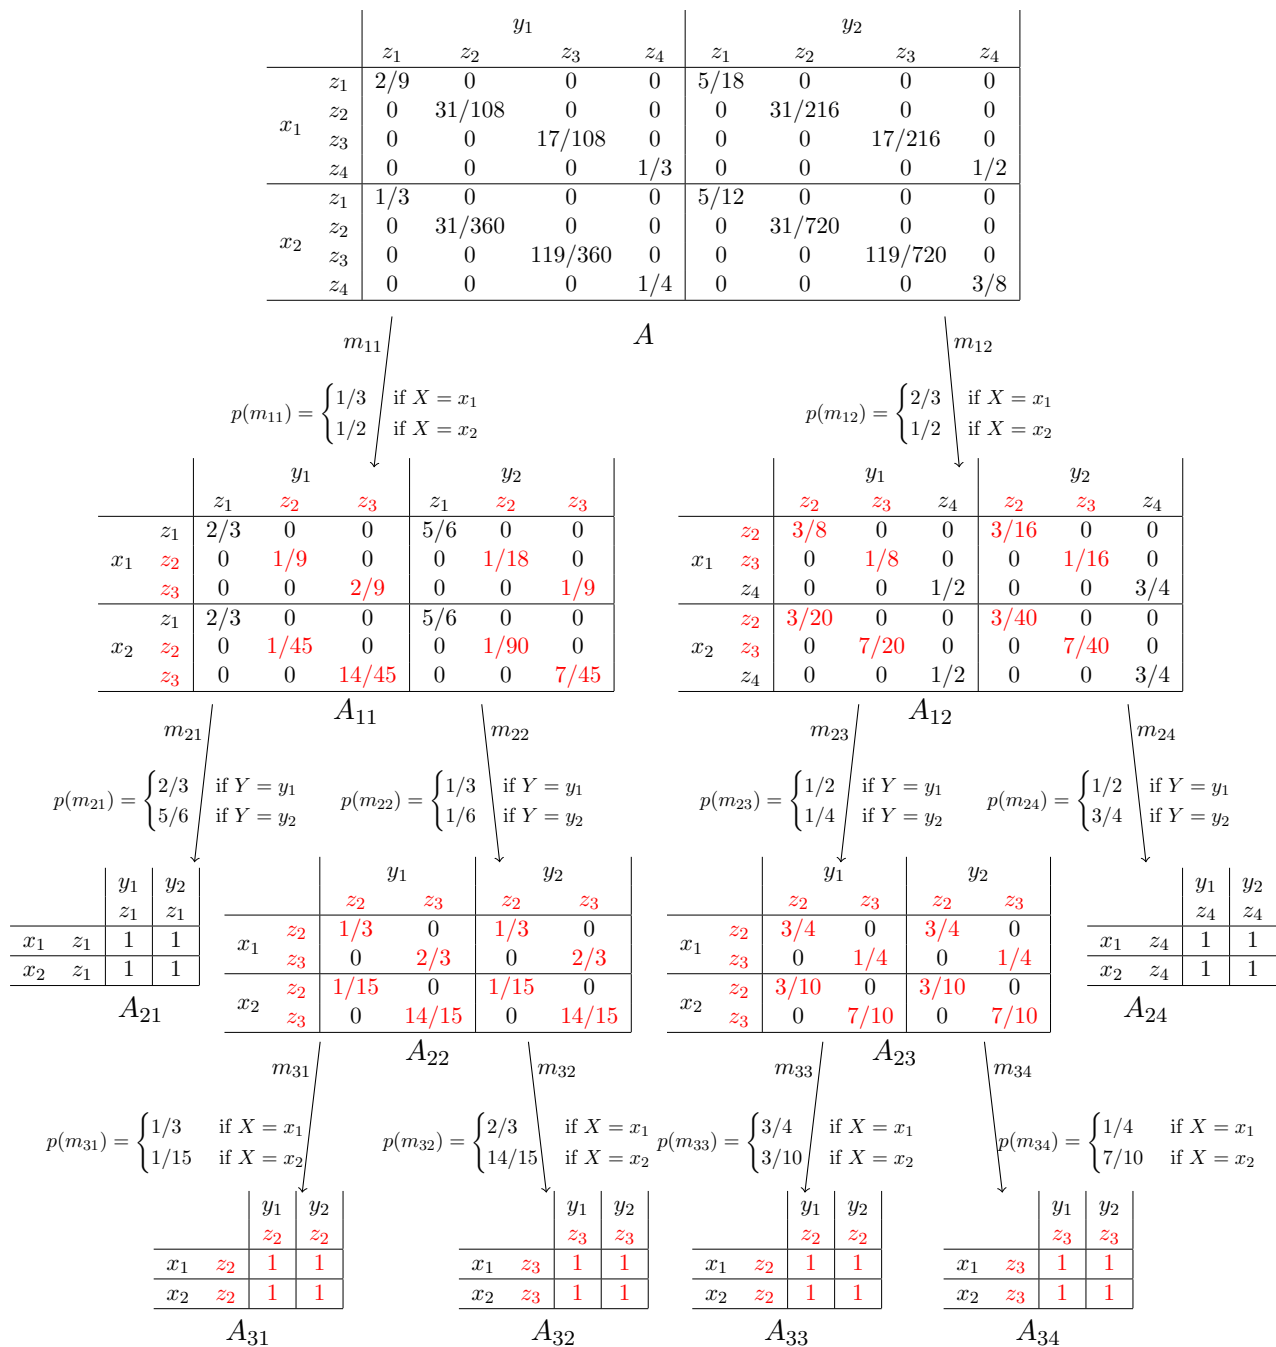 y₁ y₂
z₁ z₂ z₃ z₄ z₁ z₂ z₃ z₄
z₁ 2/9 0 0 0 5/18 0 0 0
x₁ z₂ 0 31/108 0 0 0 31/216 0 0
z₃ 0 0 17/108 0 0 0 17/216 0
z₄ 0 0 0 1/3 0 0 0 1/2
z₁ 1/3 0 0 0 5/12 0 0 0
x₂ z₂ 0 31/360 0 0 0 31/720 0 0
z₃ 0 0 119/360 0 0 0 119/720 0
z₄ 0 0 0 1/4 0 0 0 3/8
A
m₁₁ m₁₂
p(m₁₁) = { 1/3 if X = x₁
1/2 if X = x₂
p(m₁₂) = { 2/3 if X = x₁
1/2 if X = x₂
y₁ y₂
z₁ z₂ z₃ z₁ z₂ z₃
z₁ 2/3 0 0 5/6 0 0
x₁ z₂ 0 1/9 0 0 1/18 0
z₃ 0 0 2/9 0 0 1/9
z₁ 2/3 0 0 5/6 0 0
x₂ z₂ 0 1/45 0 0 1/90 0
z₃ 0 0 14/45 0 0 7/45
A₁₁
y₁ y₂
z₂ z₃ z₄ z₂ z₃ z₄
z₂ 3/8 0 0 3/16 0 0
x₁ z₃ 0 1/8 0 0 1/16 0
z₄ 0 0 1/2 0 0 3/4
z₂ 3/20 0 0 3/40 0 0
x₂ z₃ 0 7/20 0 0 7/40 0
z₄ 0 0 1/2 0 0 3/4
A₁₂
m₂₁ m₂₂ m₂₃ m₂₄
p(m₂₁) = { 2/3 if Y = y₁
5/6 if Y = y₂
p(m₂₂) = { 1/3 if Y = y₁
1/6 if Y = y₂
p(m₂₃) = { 1/2 if Y = y₁
1/4 if Y = y₂
p(m₂₄) = { 1/2 if Y = y₁
3/4 if Y = y₂
y₁ y₂
z₁ z₁
x₁ z₁ 1 1
x₂ z₁ 1 1
A₂₁
y₁ y₂
z₂ z₃ z₂ z₃
x₁ z₂ 1/3 0 1/3 0
z₃ 0 2/3 0 2/3
x₂ z₂ 1/15 0 1/15 0
z₃ 0 14/15 0 14/15
A₂₂
y₁ y₂
z₂ z₃ z₂ z₃
x₁ z₂ 3/4 0 3/4 0
z₃ 0 1/4 0 1/4
x₂ z₂ 3/10 0 3/10 0
z₃ 0 7/10 0 7/10
A₂₃
y₁ y₂
z₄ z₄
x₁ z₄ 1 1
x₂ z₄ 1 1
A₂₄
m₃₁ m₃₂ m₃₃ m₃₄
p(m₃₁) = { 1/3 if X = x₁
1/15 if X = x₂
p(m₃₂) = { 2/3 if X = x₁
14/15 if X = x₂
p(m₃₃) = { 3/4 if X = x₁
3/10 if X = x₂
p(m₃₄) = { 1/4 if X = x₁
7/10 if X = x₂
y₁ y₂
z₂ z₂
x₁ z₂ 1 1
x₂ z₂ 1 1
A₃₁
y₁ y₂
z₃ z₃
x₁ z₃ 1 1
x₂ z₃ 1 1
A₃₂
y₁ y₂
z₂ z₂
x₁ z₂ 1 1
x₂ z₂ 1 1
A₃₃
y₁ y₂
z₃ z₃
x₁ z₃ 1 1
x₂ z₃ 1 1
A₃₄